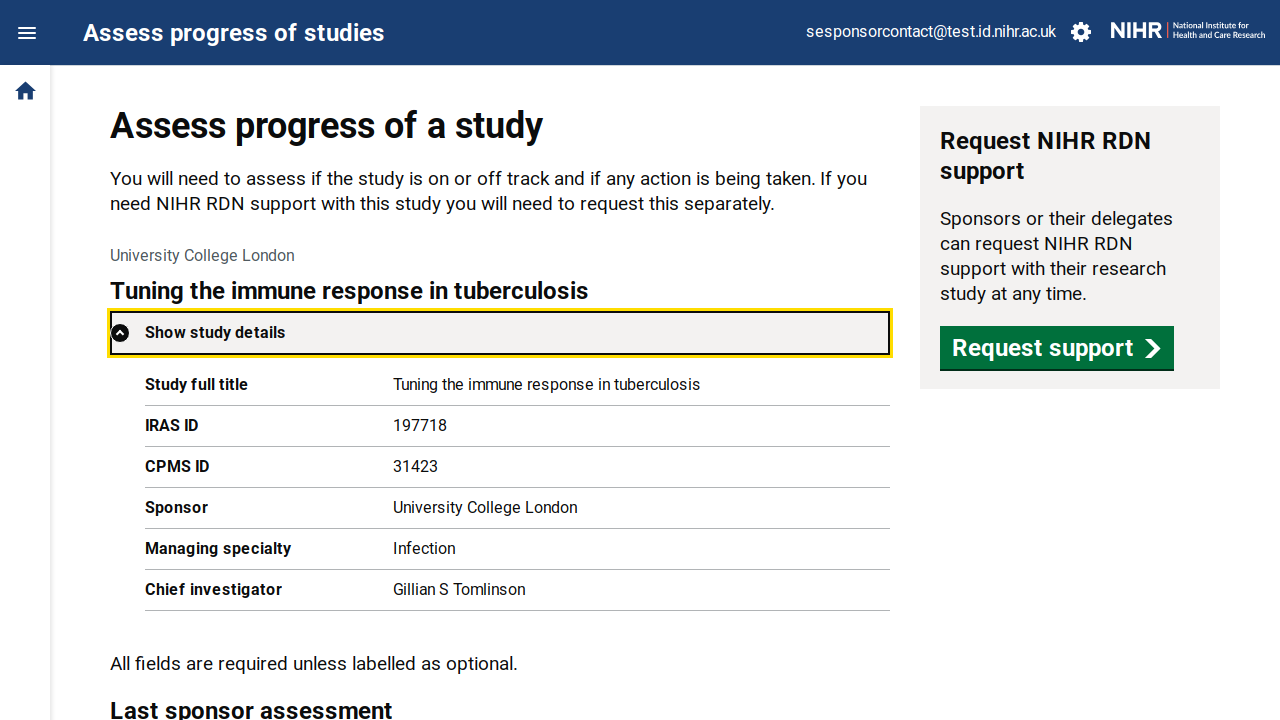 Assess progress of studies
sesponsorcontact@test.id.nihr.ac.uk
NIHR
National Institute for
Health and Care Research
Assess progress of a study
You will need to assess if the study is on or off track and if any action is being taken. If you
need NIHR RDN support with this study you will need to request this separately.
University College London
Tuning the immune response in tuberculosis
Show study details
Study full title Tuning the immune response in tuberculosis
IRAS ID 197718
CPMS ID 31423
Sponsor University College London
Managing specialty Infection
Chief investigator Gillian S Tomlinson
All fields are required unless labelled as optional.
Last sponsor assessment
Request NIHR RDN
support
Sponsors or their delegates
can request NIHR RDN
support with their research
study at any time.
Request support